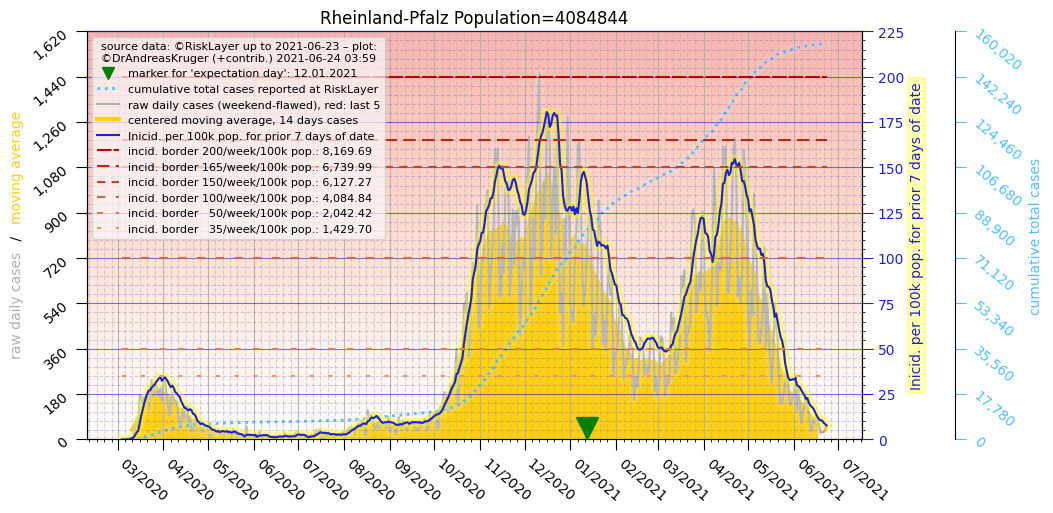 Rheinland-Pfalz Population=4084844
source data: ©RiskLayer up to 2021-06-23 – plot:
©DrAndreasKruger (+contrib.) 2021-06-24 03:59
marker for 'expectation day': 12.01.2021
cumulative total cases reported at RiskLayer
raw daily cases (weekend-flawed), red: last 5
centered moving average, 14 days cases
Inicid. per 100k pop. for prior 7 days of date
incid. border 200/week/100k pop.: 8,169.69
incid. border 165/week/100k pop.: 6,739.99
incid. border 150/week/100k pop.: 6,127.27
incid. border 100/week/100k pop.: 4,084.84
incid. border   50/week/100k pop.: 2,042.42
incid. border   35/week/100k pop.: 1,429.70
raw daily cases / moving average
1,620
1,440
1,260
1,080
900
720
540
360
180
0
03/2020
04/2020
05/2020
06/2020
07/2020
08/2020
09/2020
10/2020
11/2020
12/2020
01/2021
02/2021
03/2021
04/2021
05/2021
06/2021
07/2021
225
200
175
150
125
100
75
50
25
0
Inicid. per 100k pop. for prior 7 days of date
160,020
142,240
124,460
106,680
88,900
71,120
53,340
35,560
17,780
0
cumulative total cases